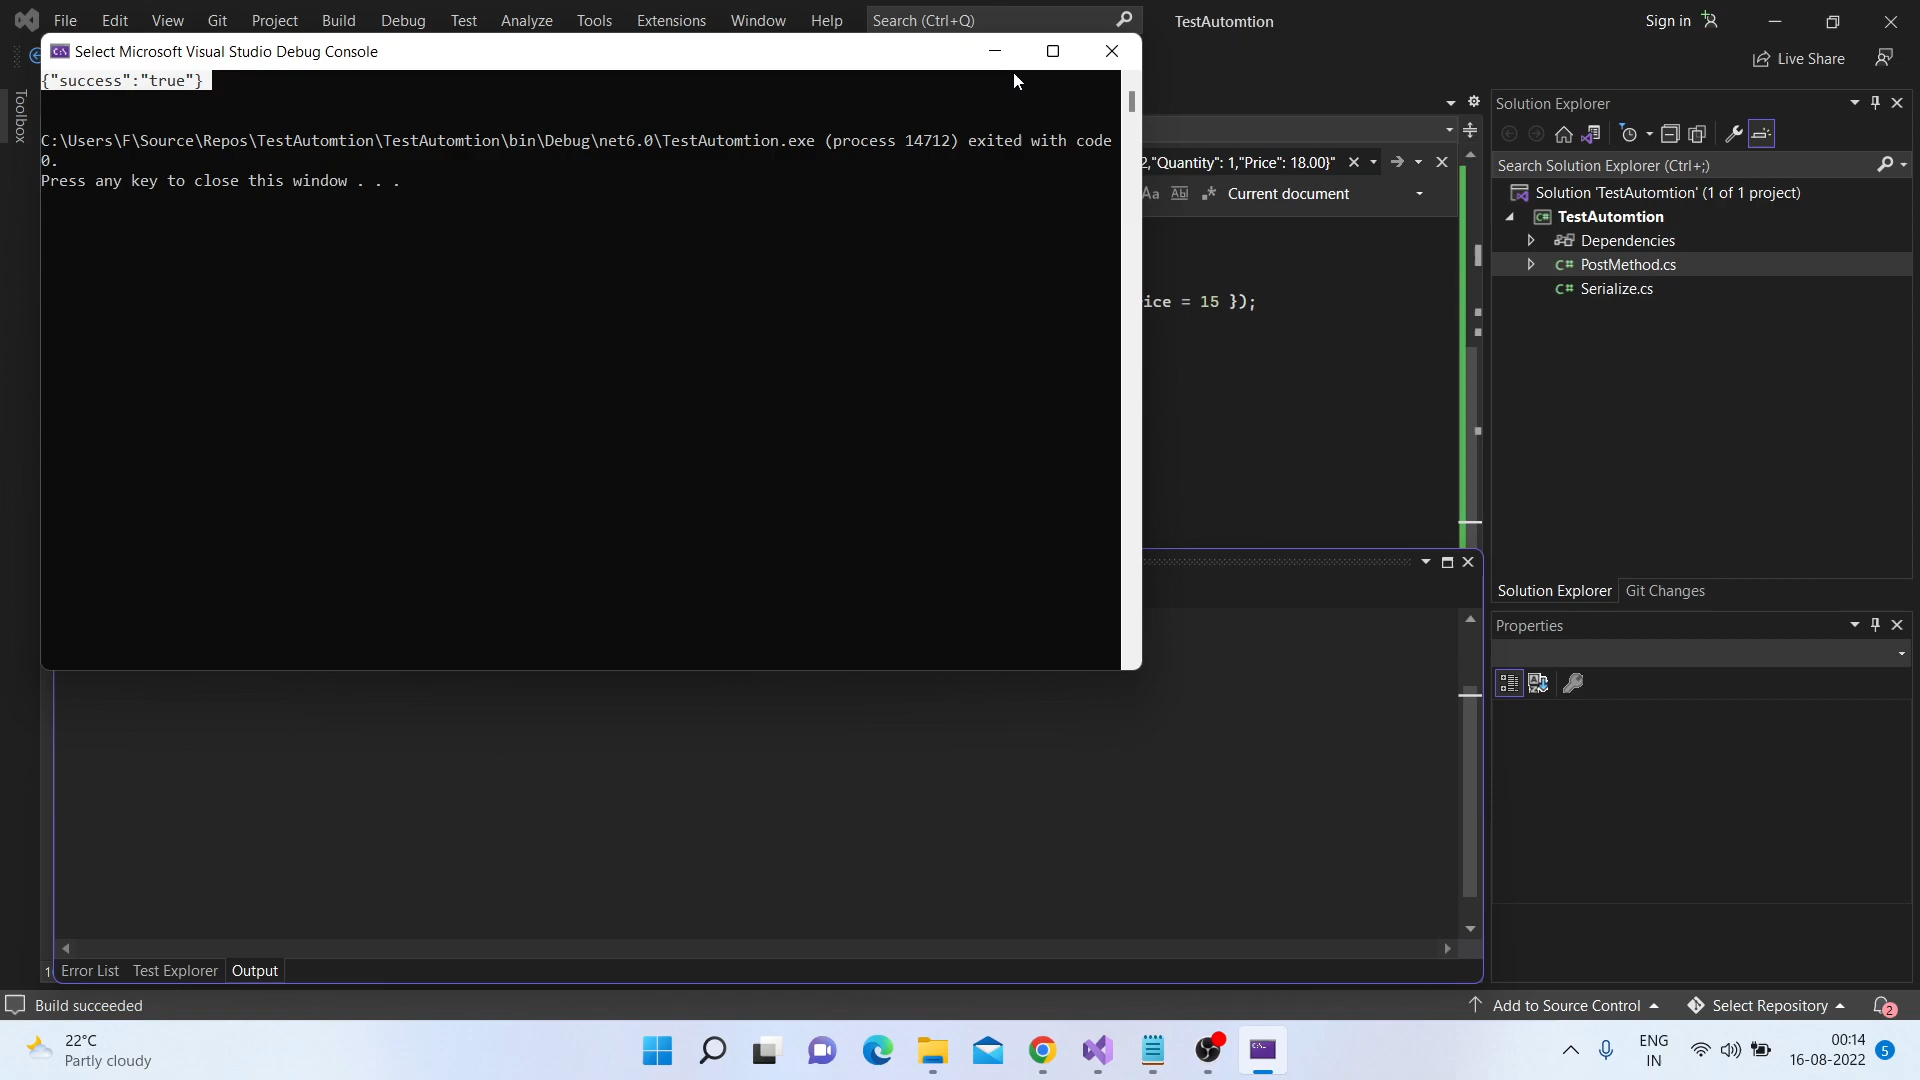 File Edit View Git Project Build Debug Test Analyze Tools Extensions Window Help Search (Ctrl+Q) TestAutomtion Sign in
Select Microsoft Visual Studio Debug Console
Live Share
{"success":"true"}
C:\Users\F\Source\Repos\TestAutomtion\TestAutomtion\bin\Debug\net6.0\TestAutomtion.exe (process 14712) exited with code
0.
Press any key to close this window . . .
Toolbox
2,"Quantity": 1,"Price": 18.00}"
Aa Abl Current document
ice = 15 });
Solution Explorer
Search Solution Explorer (Ctrl+;)
Solution 'TestAutomtion' (1 of 1 project)
C# TestAutomtion
Dependencies
C# PostMethod.cs
C# Serialize.cs
Solution Explorer Git Changes
Properties
Error List Test Explorer Output
Build succeeded
Add to Source Control Select Repository 2
22°C
Partly cloudy
ENG
IN
00:14
16-08-2022
5